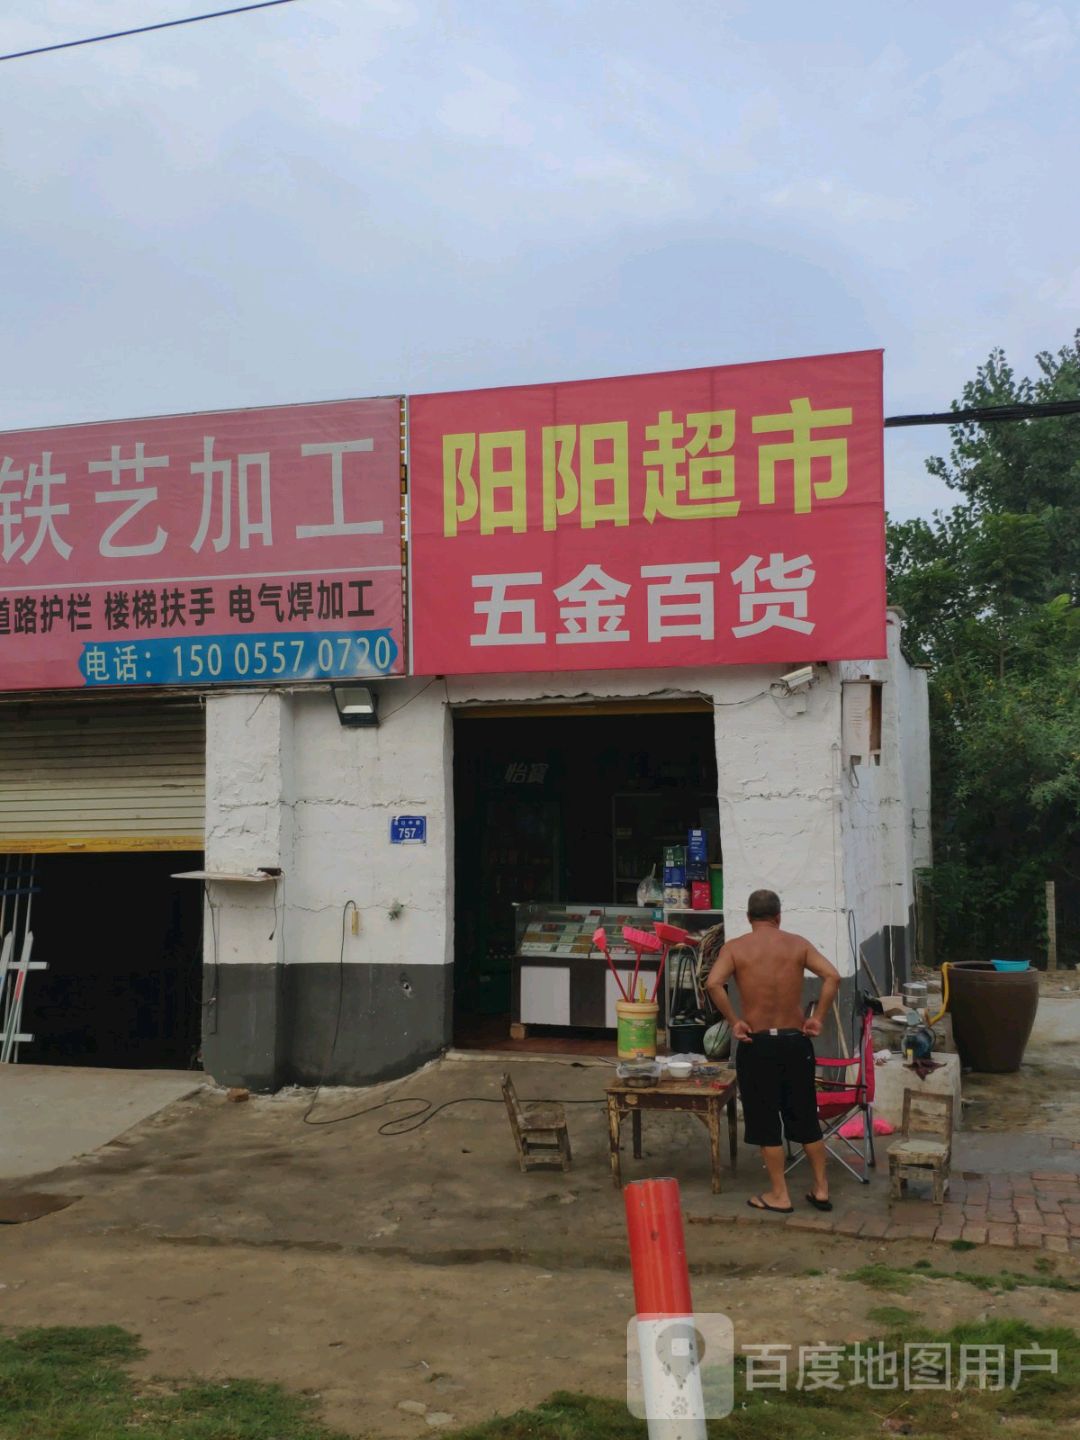 铁艺加工
道路护栏 楼梯扶手 电气焊加工
电话：150 0557 0720
阳阳超市
五金百货
怡寶
757
百度地图用户